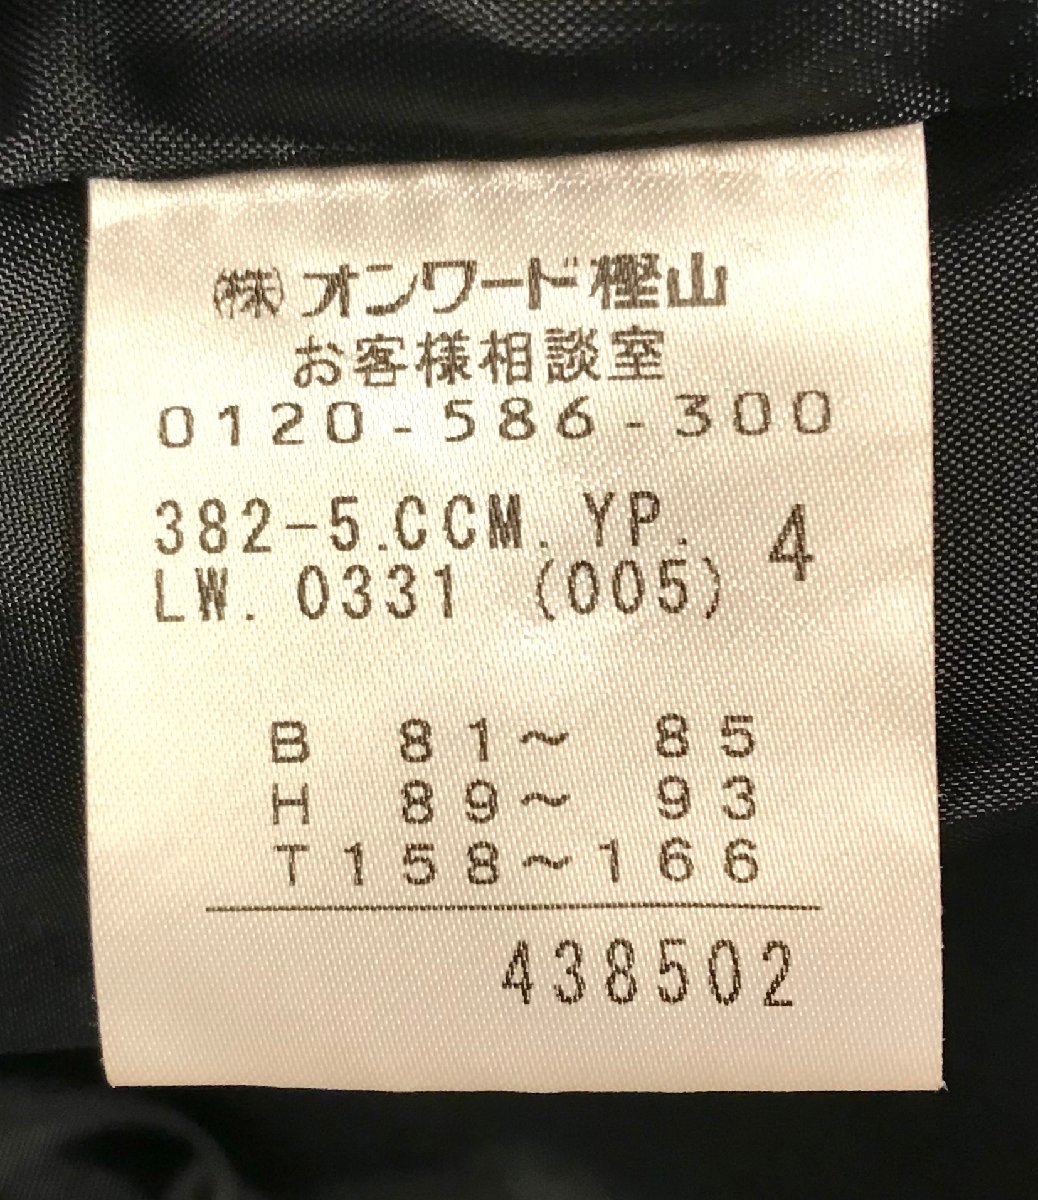 ㈱オンワード樫山
お客様相談室
0120-586-300
382-5.CCM.YP. 4
LW.0331 (005)
B 81～ 85
H 89～ 93
T158～166
438502